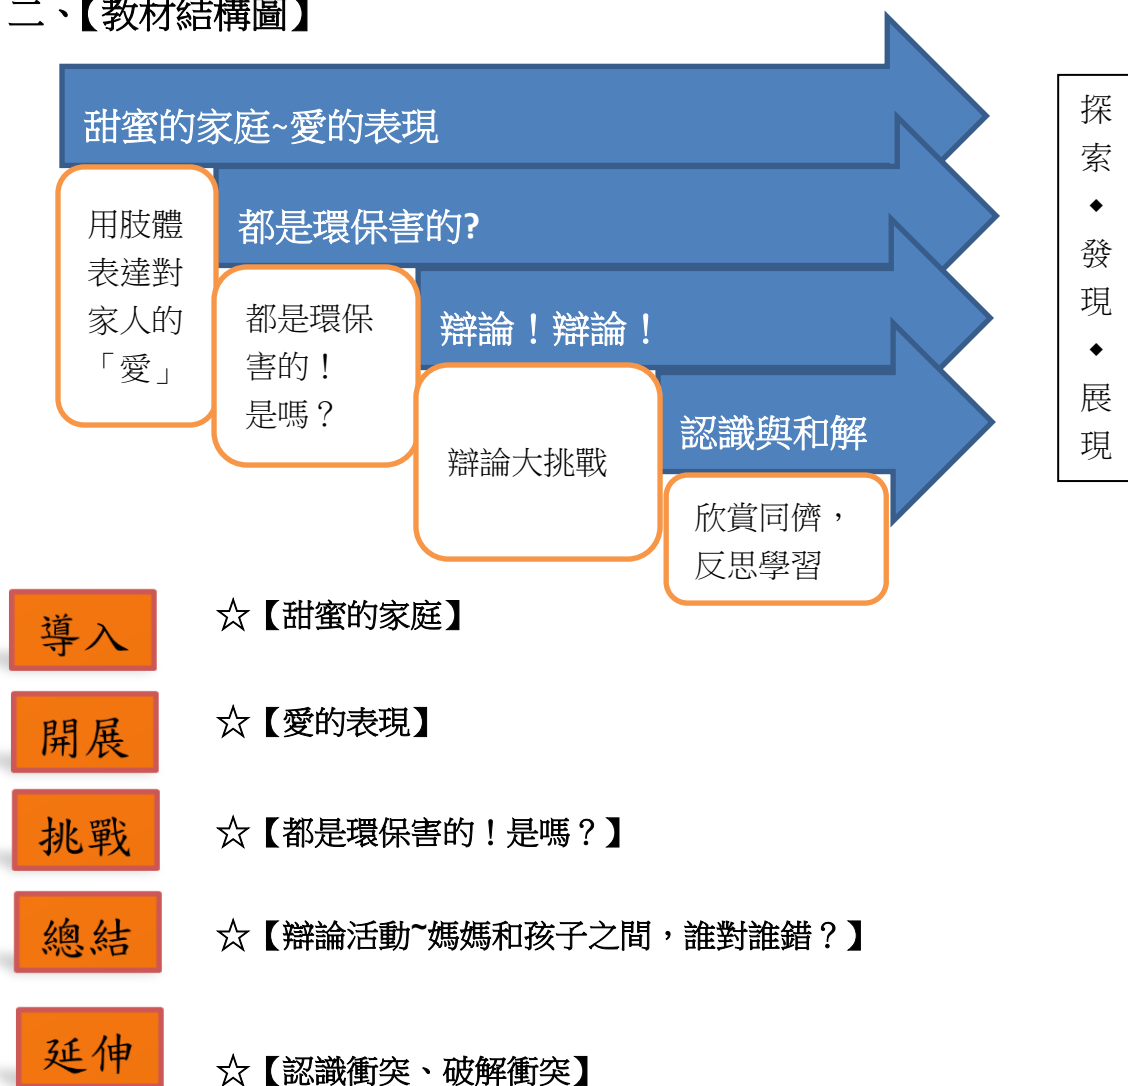 二、【教材結構圖】
甜蜜的家庭~愛的表現
用肢體
表達對
家人的
「愛」
都是環保害的?
都是環保
害的！
是嗎？
辯論！辯論！
辯論大挑戰
認識與和解
欣賞同儕，
反思學習
探
索
◆
發
現
◆
展
現
導入
☆【甜蜜的家庭】
開展
☆【愛的表現】
挑戰
☆【都是環保害的！是嗎？】
總結
☆【辯論活動~媽媽和孩子之間，誰對誰錯？】
延伸
☆【認識衝突、破解衝突】